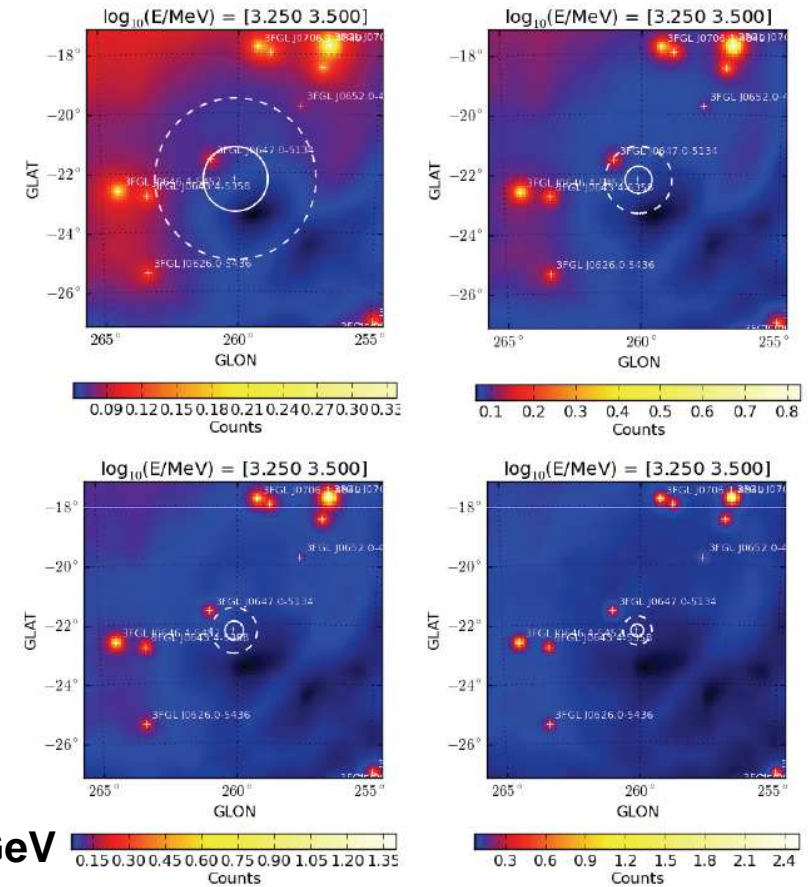 log10(E/MeV) = [3.250 3.500]
3FGL J0706.
3FGL J0652.0-4
3FGL J0647.0-5134
3FGL J0626.0-5436
−18°
−20°
−22°
−24°
−26°
GLAT
265° 260° 255°
GLON
0.09 0.12 0.15 0.18 0.21 0.24 0.27 0.30 0.33
Counts
log10(E/MeV) = [3.250 3.500]
3FGL J0706.
3FGL J0652.0-4
3FGL J0647.0-5134
3FGL J0626.0-5436
−18°
−20°
−22°
−24°
−26°
GLAT
265° 260° 255°
GLON
0.1 0.2 0.3 0.4 0.5 0.6 0.7 0.8
Counts
log10(E/MeV) = [3.250 3.500]
3FGL J0706.
3FGL J0652.0-4
3FGL J0647.0-5134
3FGL J0626.0-5436
−18°
−20°
−22°
−24°
−26°
GLAT
265° 260° 255°
GLON
GeV
0.15 0.30 0.45 0.60 0.75 0.90 1.05 1.20 1.35
Counts
log10(E/MeV) = [3.250 3.500]
3FGL J0706.
3FGL J0652.0-4
3FGL J0647.0-5134
3FGL J0626.0-5436
−18°
−20°
−22°
−24°
−26°
GLAT
265° 260° 255°
GLON
0.3 0.6 0.9 1.2 1.5 1.8 2.1 2.4
Counts